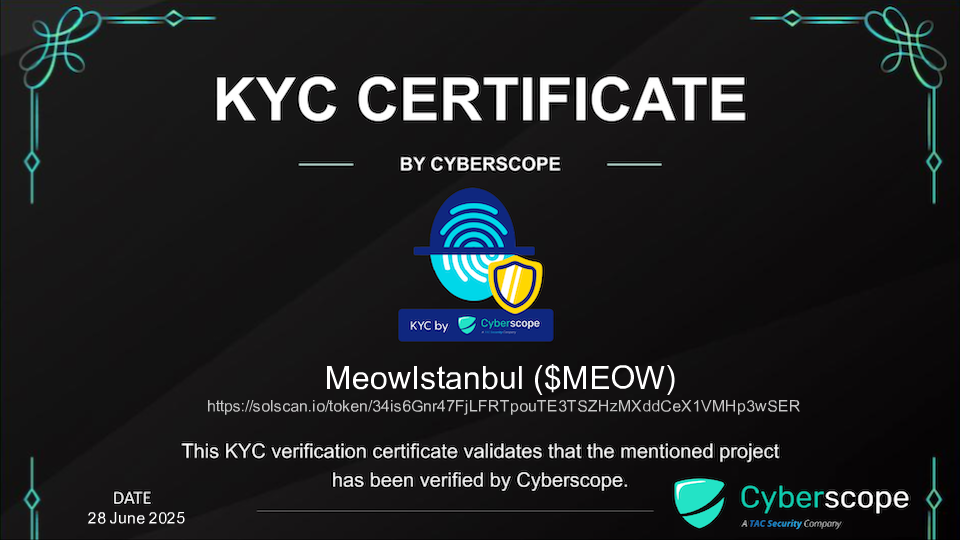 KYC CERTIFICATE
BY CYBERSCOPE
KYC by Cyberscope
MeowIstanbul ($MEOW)
https://solscan.io/token/34is6Gnr47FjLFRTpouTE3TSZHzMXddCeX1VMHp3wSER
This KYC verification certificate validates that the mentioned project
has been verified by Cyberscope.
DATE
28 June 2025
Cyberscope
A TAC Security Company